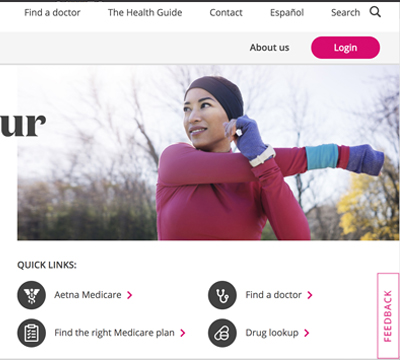 Find a doctor The Health Guide Contact Español Search
About us Login
ur
QUICK LINKS:
Aetna Medicare Find a doctor
Find the right Medicare plan Drug lookup
FEEDBACK